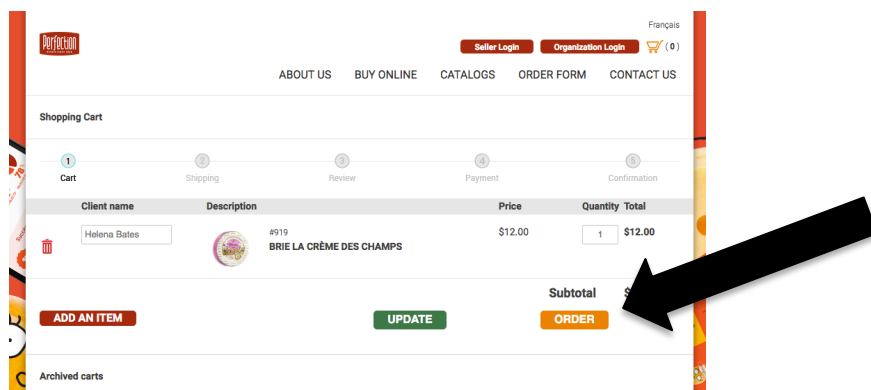 Français
Perfection
Seller Login Organization Login ( 0 )
ABOUT US BUY ONLINE CATALOGS ORDER FORM CONTACT US
Shopping Cart
1 2 3 4 5
Cart Shipping Review Payment Confirmation
Client name Description Price Quantity Total
Helena Bates #919 $12.00 1 $12.00
BRIE LA CRÈME DES CHAMPS
Subtotal $
ADD AN ITEM UPDATE ORDER
Archived carts